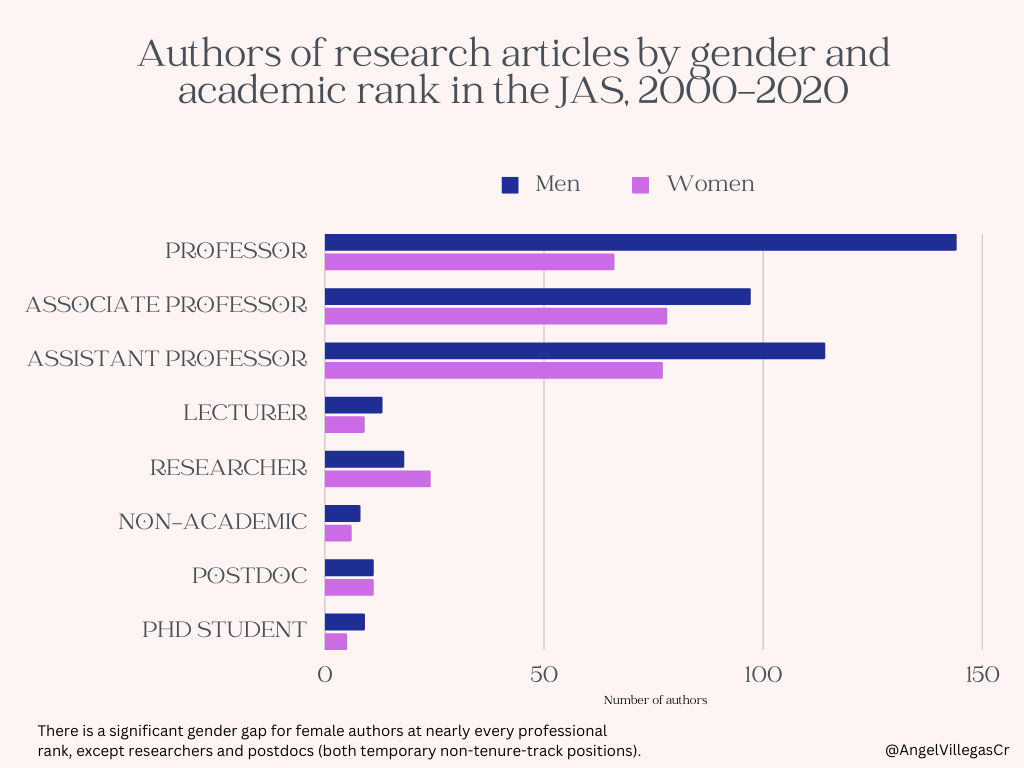 Authors of research articles by gender and
academic rank in the JAS, 2000–2020
Men
Women
PROFESSOR
ASSOCIATE PROFESSOR
ASSISTANT PROFESSOR
LECTURER
RESEARCHER
NON–ACADEMIC
POSTDOC
PHD STUDENT
0
50
100
150
Number of authors
There is a significant gender gap for female authors at nearly every professional
rank, except researchers and postdocs (both temporary non-tenure-track positions).
@AngelVillegasCr